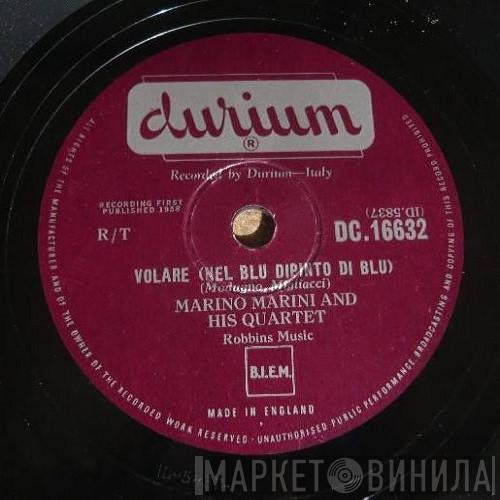 durium
®
Recorded by Durium—Italy
RECORDING FIRST
PUBLISHED 1958
(ID.5837)
R/T
DC.16632
VOLARE (NEL BLU DIPINTO DI BLU)
(Modugno, Migliacci)
MARINO MARINI AND
HIS QUARTET
Robbins Music
B.I.E.M.
MADE IN ENGLAND
ALL RIGHTS OF THE MANUFACTURER AND OF THE OWNER OF THE RECORDED WORK RESERVED · UNAUTHORISED PUBLIC PERFORMANCE BROADCASTING AND COPYING OF THIS RECORD PROHIBITED
МАРКЕТ ВИНИЛА